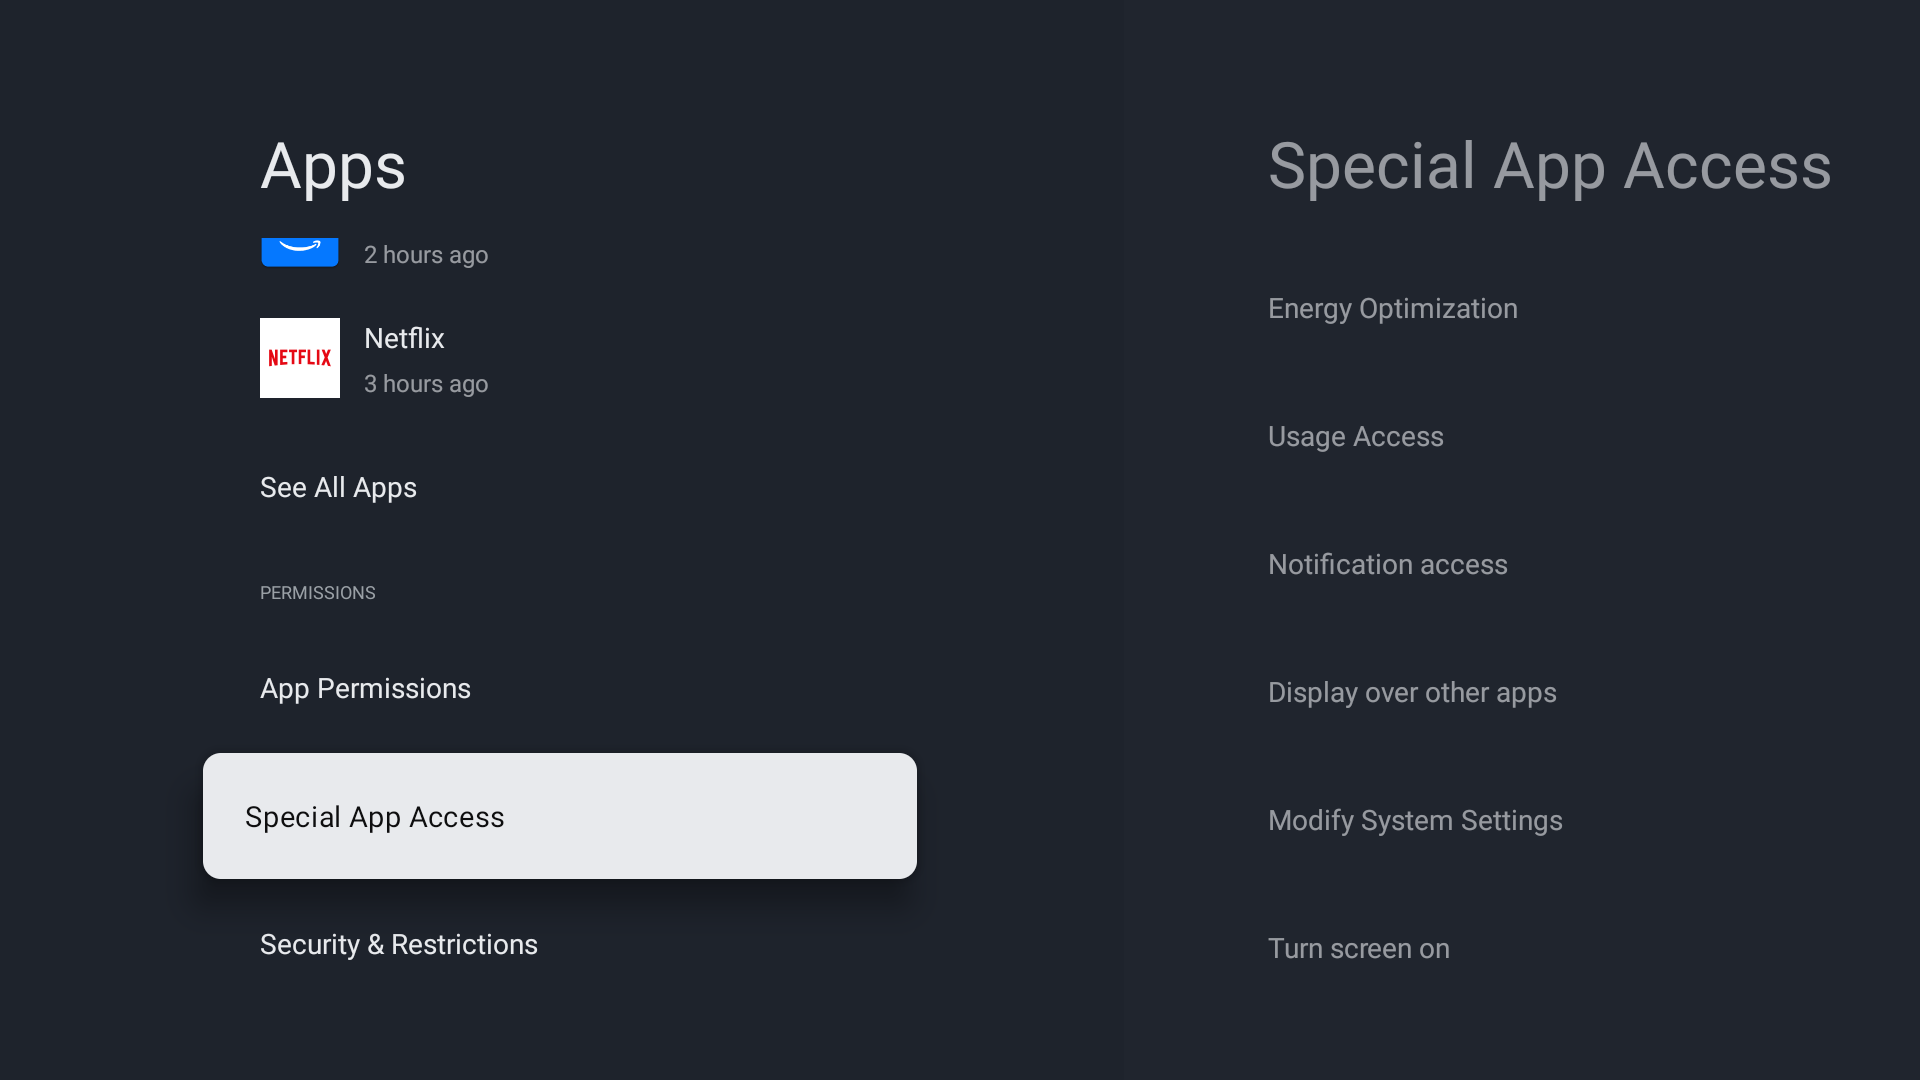 Apps
2 hours ago
NETFLIX
Netflix
3 hours ago
See All Apps
PERMISSIONS
App Permissions
Special App Access
Security & Restrictions
Special App Access
Energy Optimization
Usage Access
Notification access
Display over other apps
Modify System Settings
Turn screen on